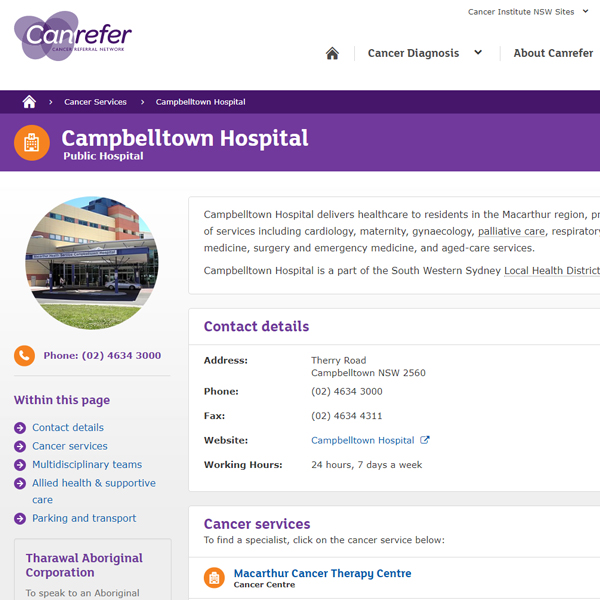 Cancer Institute NSW Sites
Canrefer
CANCER REFERRAL NETWORK
Cancer Diagnosis
About Canrefer
Cancer Services
Campbelltown Hospital
Campbelltown Hospital
Public Hospital
Campbelltown Hospital delivers healthcare to residents in the Macarthur region, pr
of services including cardiology, maternity, gynaecology, palliative care, respiratory
medicine, surgery and emergency medicine, and aged-care services.
Campbelltown Hospital is a part of the South Western Sydney Local Health District
Phone: (02) 4634 3000
Within this page
Contact details
Cancer services
Multidisciplinary teams
Allied health & supportive
care
Parking and transport
Tharawal Aboriginal
Corporation
To speak to an Aboriginal
Contact details
Address: Therry Road
Campbelltown NSW 2560
Phone: (02) 4634 3000
Fax: (02) 4634 4311
Website: Campbelltown Hospital
Working Hours: 24 hours, 7 days a week
Cancer services
To find a specialist, click on the cancer service below:
Macarthur Cancer Therapy Centre
Cancer Centre